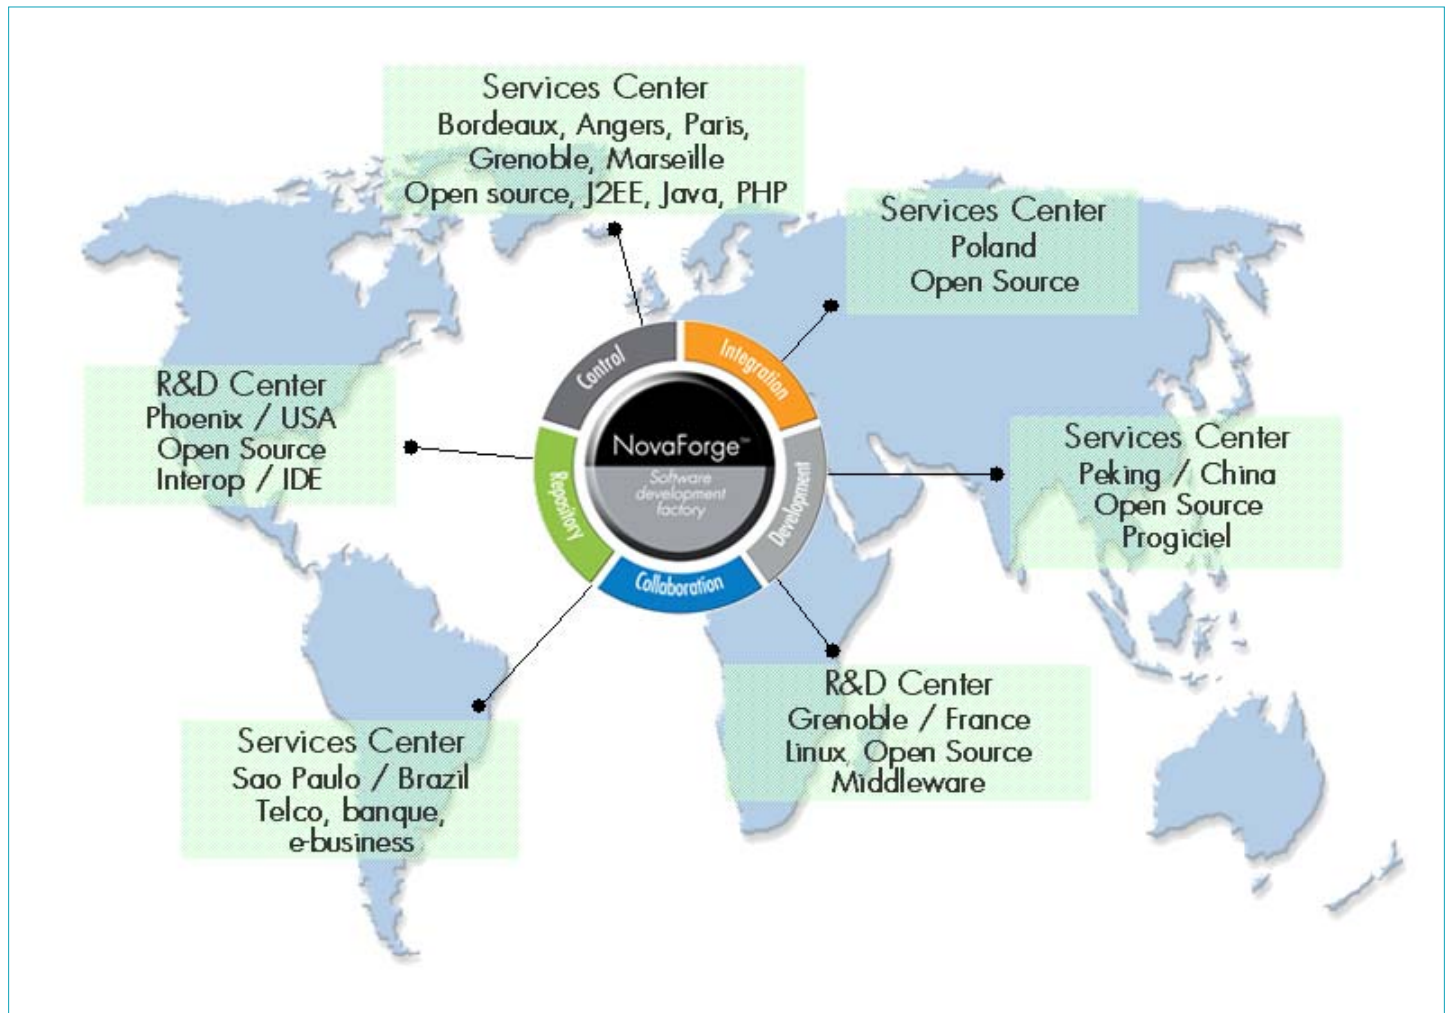 Services Center
Bordeaux, Angers, Paris,
Grenoble, Marseille
Open source, J2EE, Java, PHP
Services Center
Poland
Open Source
R&D Center
Phoenix / USA
Open Source
Interop / IDE
Control
Integration
NovaForge™
Software
development
factory
Repository
Development
Collaboration
Services Center
Peking / China
Open Source
Progiciel
R&D Center
Grenoble / France
Linux, Open Source
Middleware
Services Center
Sao Paulo / Brazil
Telco, banque,
e-business